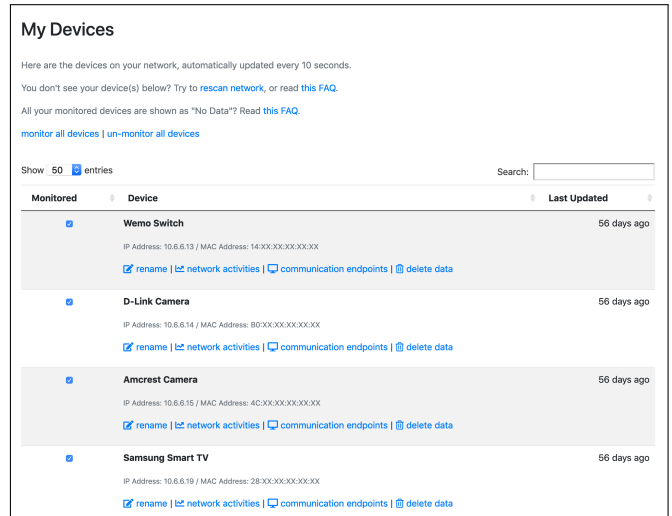 My Devices
Here are the devices on your network, automatically updated every 10 seconds.
You don't see your device(s) below? Try to rescan network, or read this FAQ.
All your monitored devices are shown as "No Data"? Read this FAQ.
monitor all devices | un-monitor all devices
Show 50 entries Search:
Monitored Device Last Updated
Wemo Switch 56 days ago
IP Address: 10.6.6.13 / MAC Address: 14:XX:XX:XX:XX:XX
rename | network activities | communication endpoints | delete data
D-Link Camera 56 days ago
IP Address: 10.6.6.14 / MAC Address: B0:XX:XX:XX:XX:XX
rename | network activities | communication endpoints | delete data
Amcrest Camera 56 days ago
IP Address: 10.6.6.15 / MAC Address: 4C:XX:XX:XX:XX:XX
rename | network activities | communication endpoints | delete data
Samsung Smart TV 56 days ago
IP Address: 10.6.6.19 / MAC Address: 28:XX:XX:XX:XX:XX
rename | network activities | communication endpoints | delete data